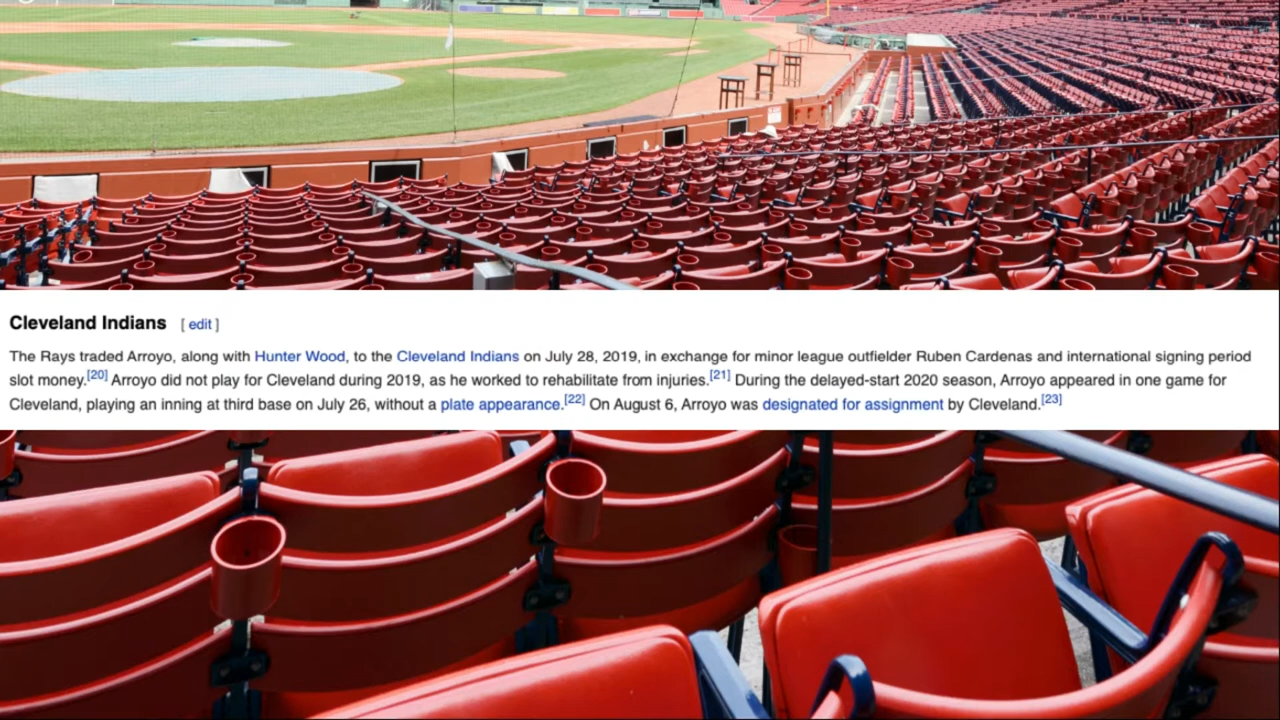 Cleveland Indians [ edit ]
The Rays traded Arroyo, along with Hunter Wood, to the Cleveland Indians on July 28, 2019, in exchange for minor league outfielder Ruben Cardenas and international signing period
slot money.[20] Arroyo did not play for Cleveland during 2019, as he worked to rehabilitate from injuries.[21] During the delayed-start 2020 season, Arroyo appeared in one game for
Cleveland, playing an inning at third base on July 26, without a plate appearance.[22] On August 6, Arroyo was designated for assignment by Cleveland.[23]